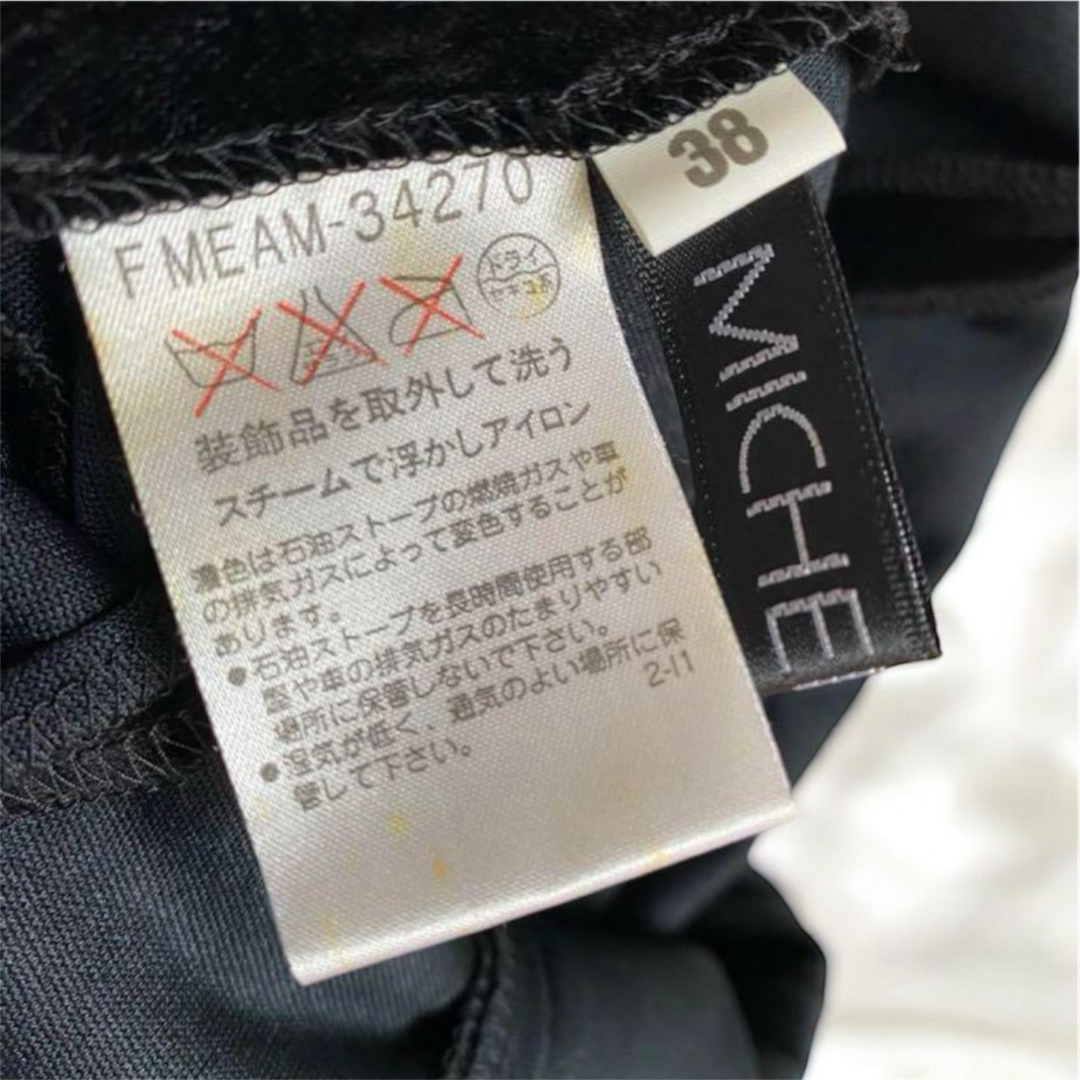 38
FMEAM-34270
ドライ
セキユ系
装飾品を取外して洗う
スチームで浮かしアイロン
濃色は石油ストーブの燃焼ガスや車
の排気ガスによって変色することが
あります。
●石油ストーブを長時間使用する部
屋や車の排気ガスのたまりやすい
場所に保管しないで下さい。
●湿気が低く、通気のよい場所に保
管して下さい。
2-11
MICHE